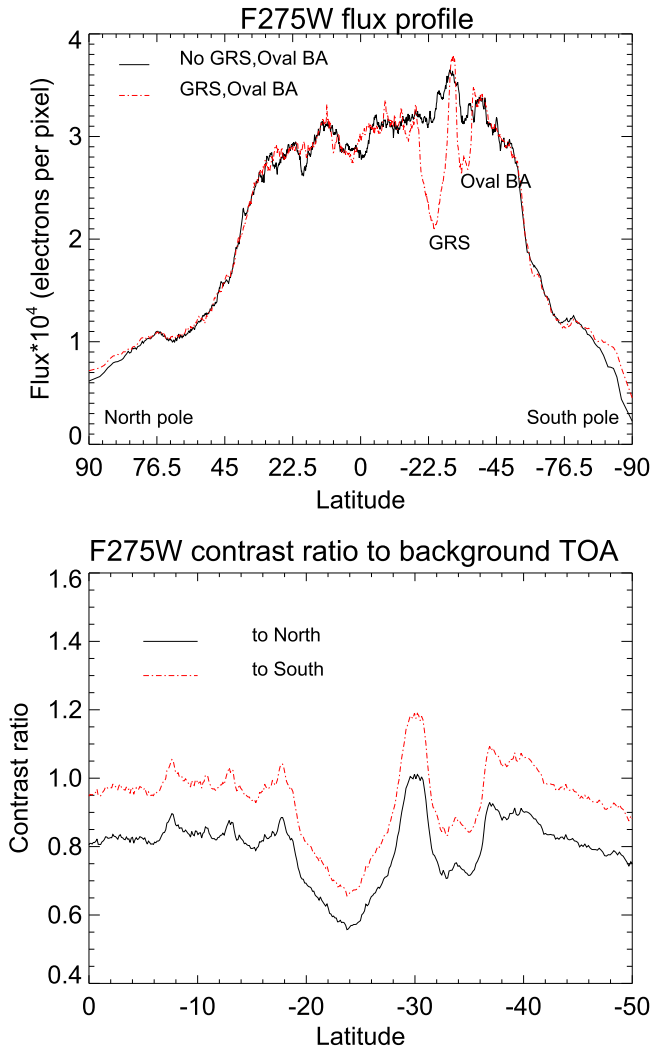 F275W flux profile
4
3
2
1
0
Flux*10⁴ (electrons per pixel)
No GRS,Oval BA
GRS,Oval BA
Oval BA
GRS
North pole
South pole
90 76.5 45 22.5 0 -22.5 -45 -76.5 -90
Latitude
F275W contrast ratio to background TOA
1.6
1.4
1.2
1.0
0.8
0.6
0.4
Contrast ratio
to North
to South
0 -10 -20 -30 -40 -50
Latitude